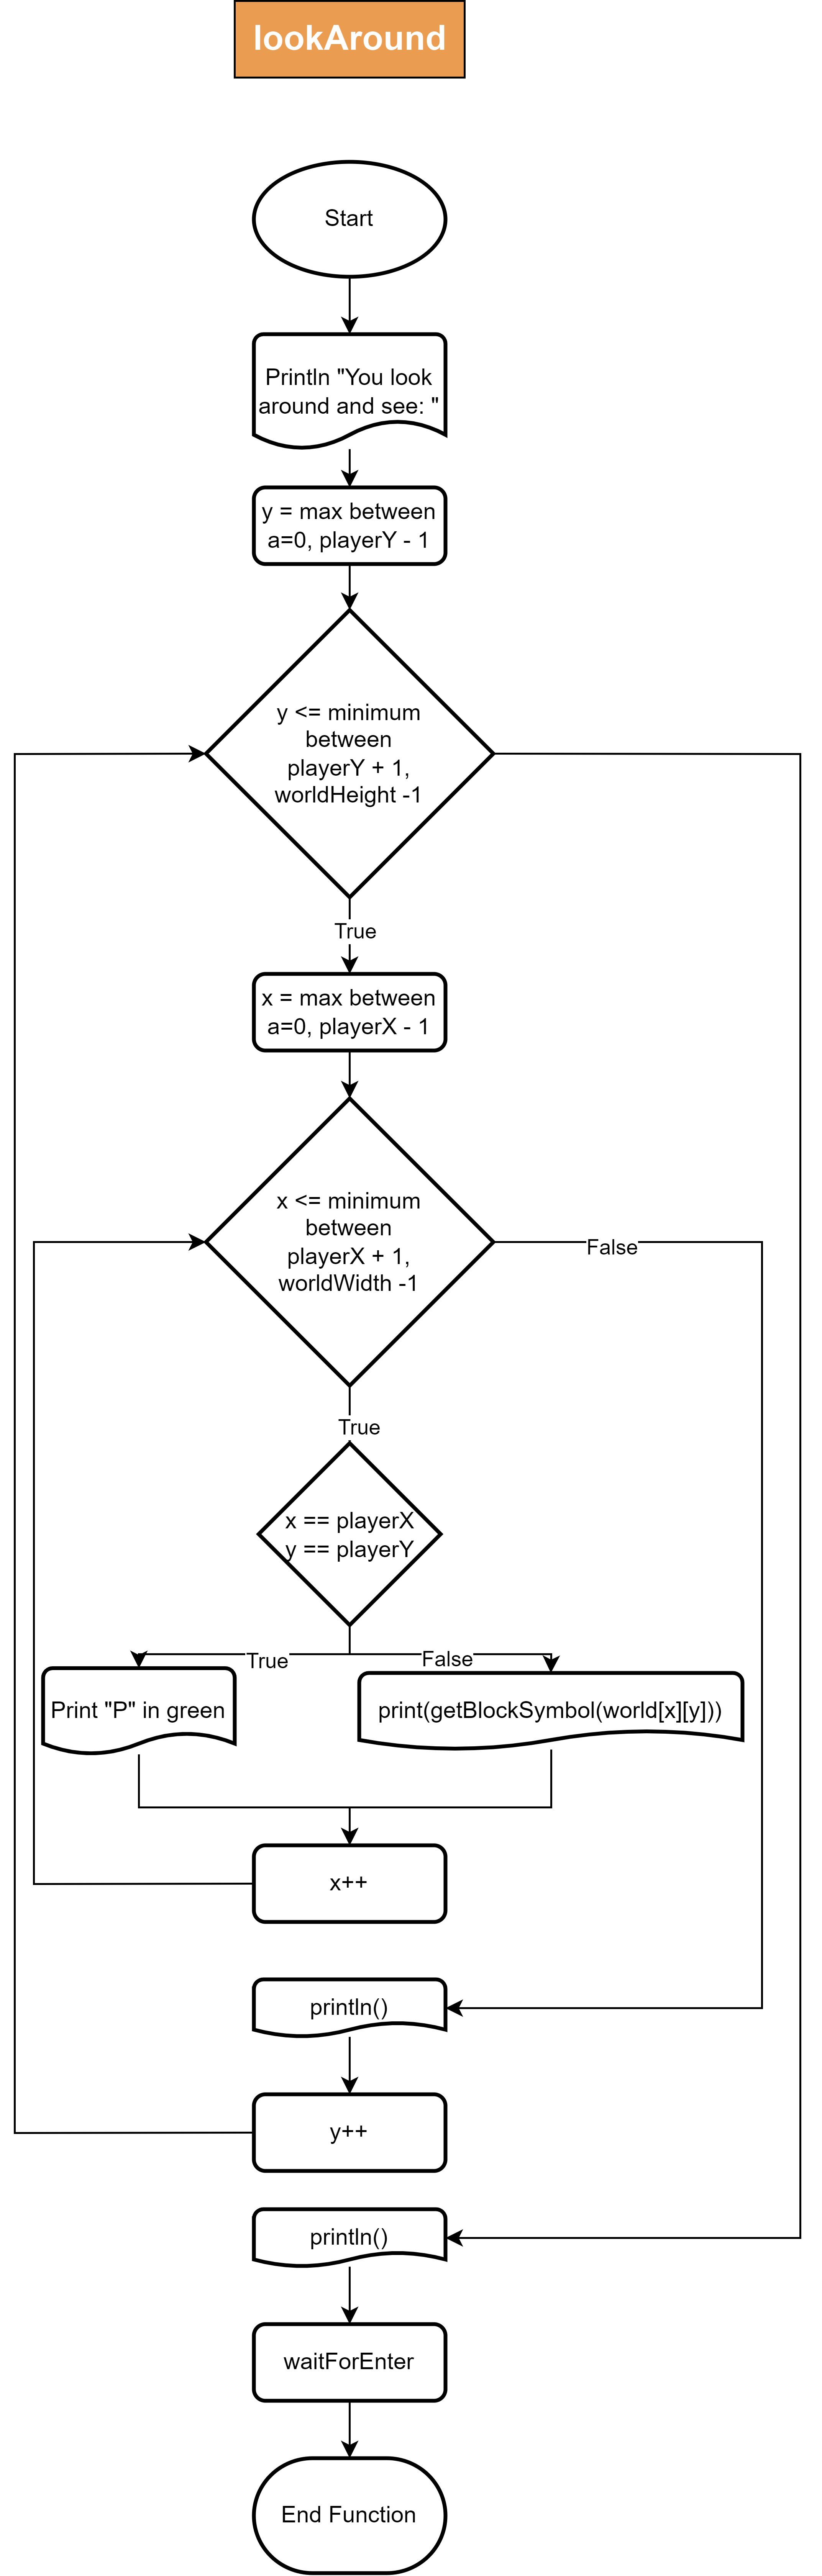 lookAround
Start
Println "You look
around and see: "
y = max between
a=0, playerY - 1
y <= minimum
between
playerY + 1,
worldHeight -1
True
x = max between
a=0, playerX - 1
x <= minimum
between
playerX + 1,
worldWidth -1
False
True
x == playerX
y == playerY
True
False
Print "P" in green
print(getBlockSymbol(world[x][y]))
x++
println()
y++
println()
waitForEnter
End Function